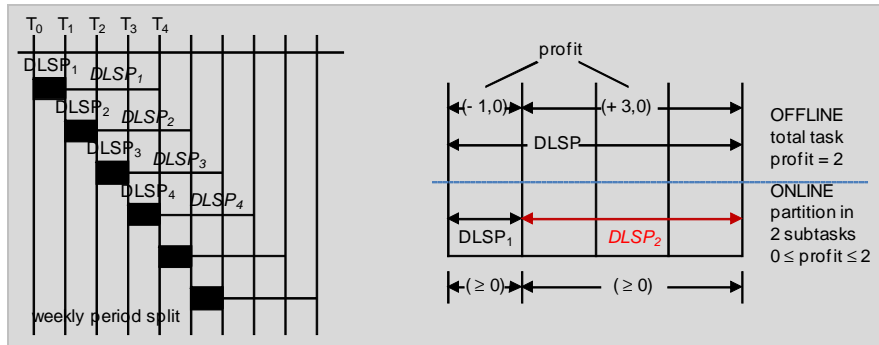 T₀ T₁ T₂ T₃ T₄
DLSP₁ DLSP₁
DLSP₂ DLSP₂
DLSP₃ DLSP₃
DLSP₄ DLSP₄
weekly period split
profit
(- 1,0) (+ 3,0)
DLSP
OFFLINE
total task
profit = 2
ONLINE
partition in
2 subtasks
0 ≤ profit ≤ 2
DLSP₁ DLSP₂
(≥ 0) (≥ 0)